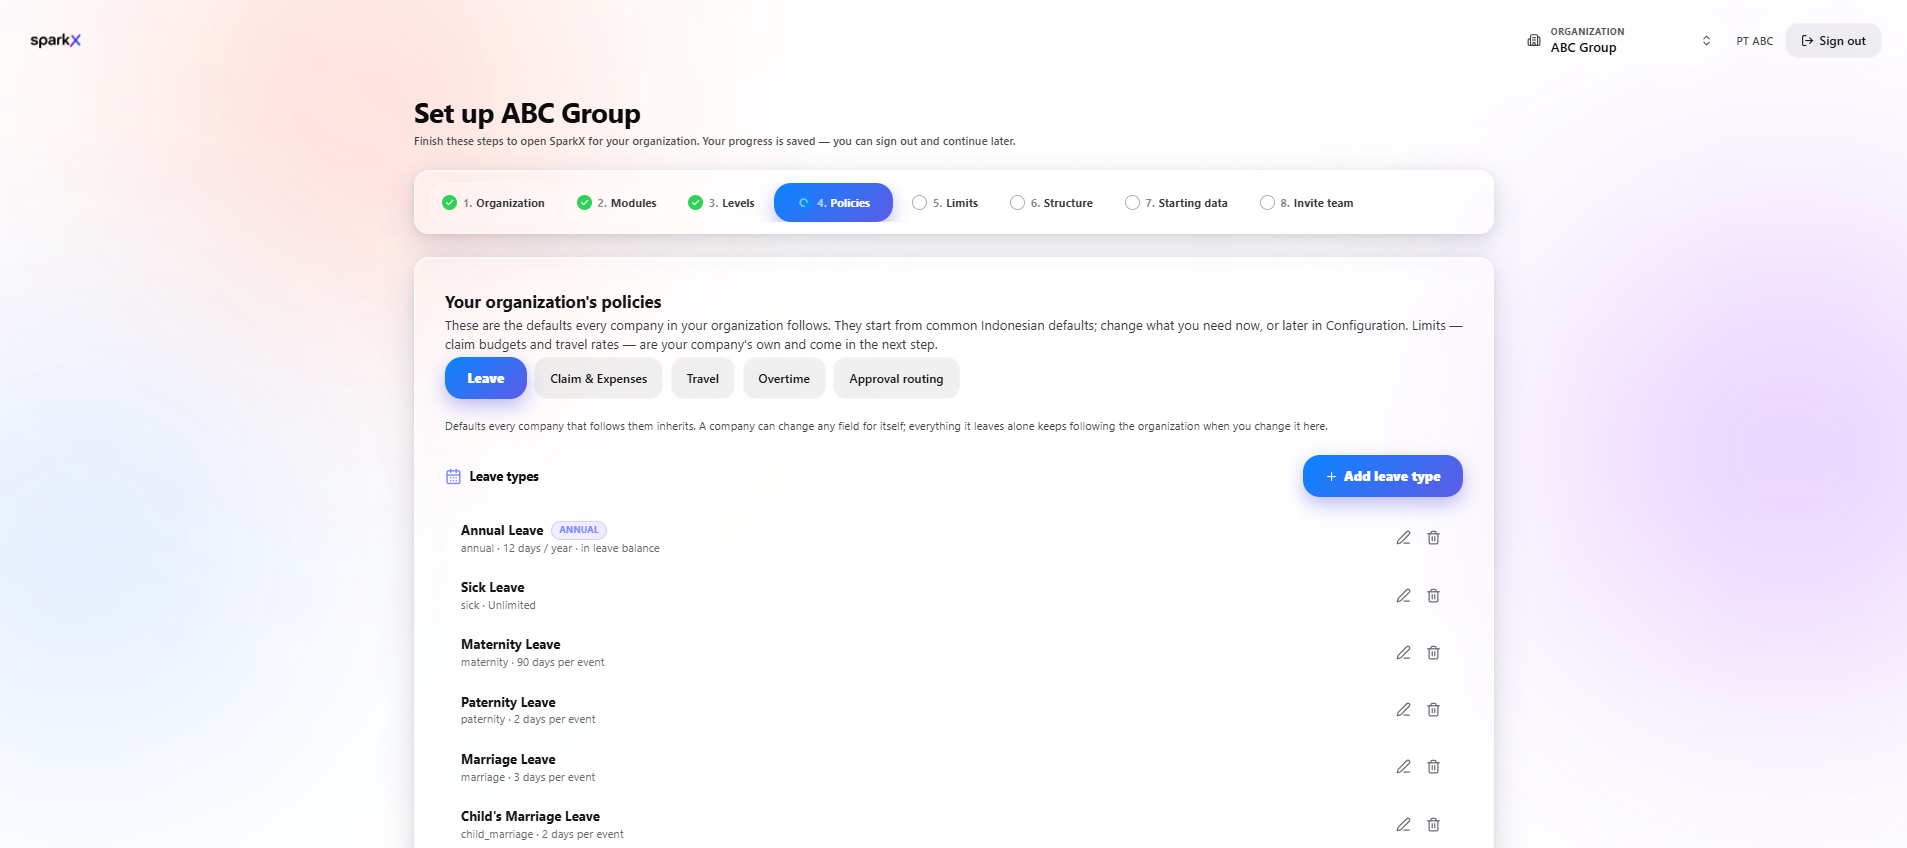 sparkX
ORGANIZATION
ABC Group
PT ABC
Sign out
Set up ABC Group
Finish these steps to open SparkX for your organization. Your progress is saved — you can sign out and continue later.
1. Organization
2. Modules
3. Levels
4. Policies
5. Limits
6. Structure
7. Starting data
8. Invite team
Your organization's policies
These are the defaults every company in your organization follows. They start from common Indonesian defaults; change what you need now, or later in Configuration. Limits —
claim budgets and travel rates — are your company's own and come in the next step.
Leave
Claim & Expenses
Travel
Overtime
Approval routing
Defaults every company that follows them inherits. A company can change any field for itself; everything it leaves alone keeps following the organization when you change it here.
Leave types
+ Add leave type
Annual Leave ANNUAL
annual · 12 days / year · in leave balance
Sick Leave
sick · Unlimited
Maternity Leave
maternity · 90 days per event
Paternity Leave
paternity · 2 days per event
Marriage Leave
marriage · 3 days per event
Child's Marriage Leave
child_marriage · 2 days per event